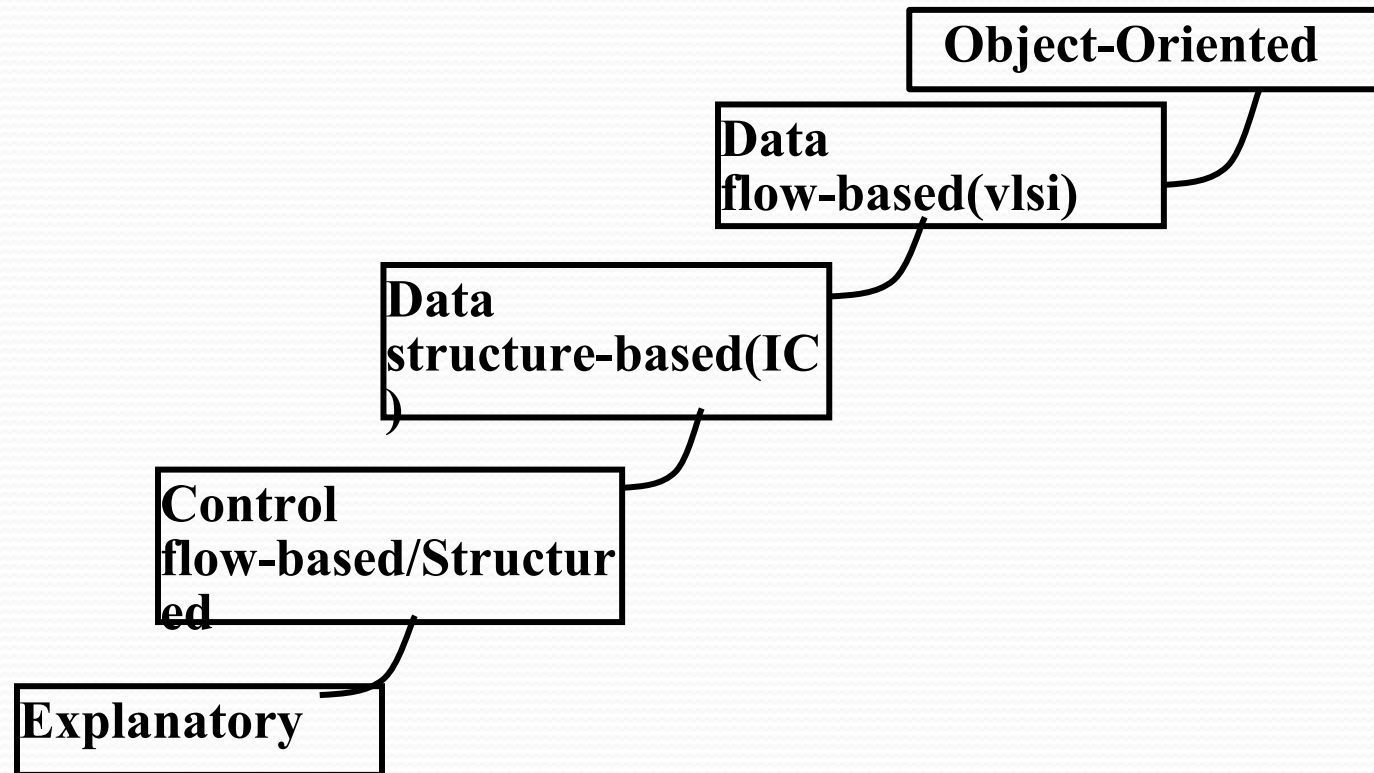 Object-Oriented
Data
flow-based(vlsi)
Data
structure-based(IC
)
Control
flow-based/Structur
ed
Explanatory